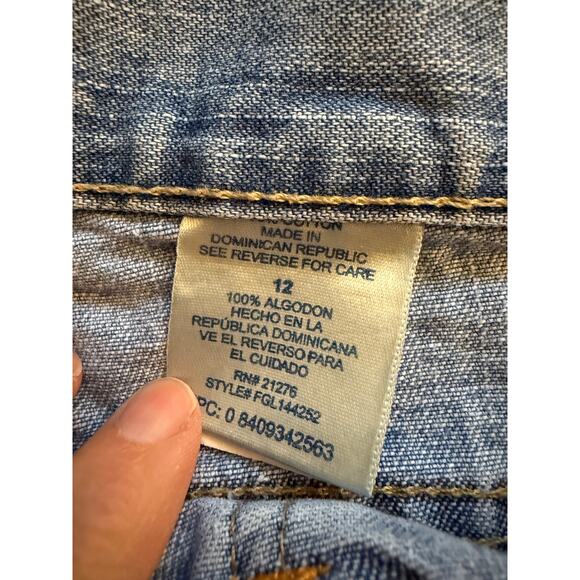 COTTON
MADE IN
DOMINICAN REPUBLIC
SEE REVERSE FOR CARE
12
100% ALGODON
HECHO EN LA
REPÚBLICA DOMINICANA
VE EL REVERSO PARA
EL CUIDADO
RN# 21276
STYLE# FGL144252
PC: 0 8409342563